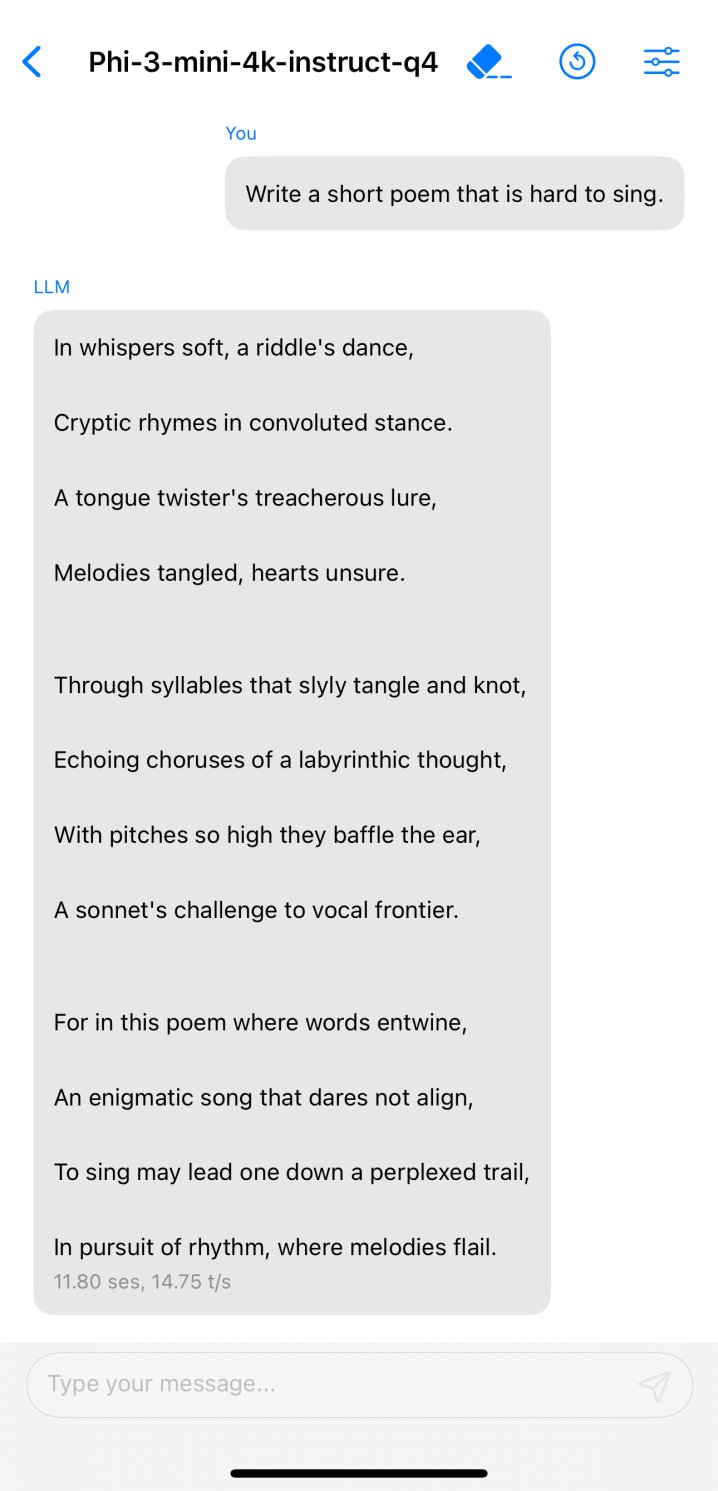 Phi-3-mini-4k-instruct-q4
You
Write a short poem that is hard to sing.
LLM
In whispers soft, a riddle's dance,
Cryptic rhymes in convoluted stance.
A tongue twister's treacherous lure,
Melodies tangled, hearts unsure.
Through syllables that slyly tangle and knot,
Echoing choruses of a labyrinthic thought,
With pitches so high they baffle the ear,
A sonnet's challenge to vocal frontier.
For in this poem where words entwine,
An enigmatic song that dares not align,
To sing may lead one down a perplexed trail,
In pursuit of rhythm, where melodies flail.
11.80 ses, 14.75 t/s
Type your message...